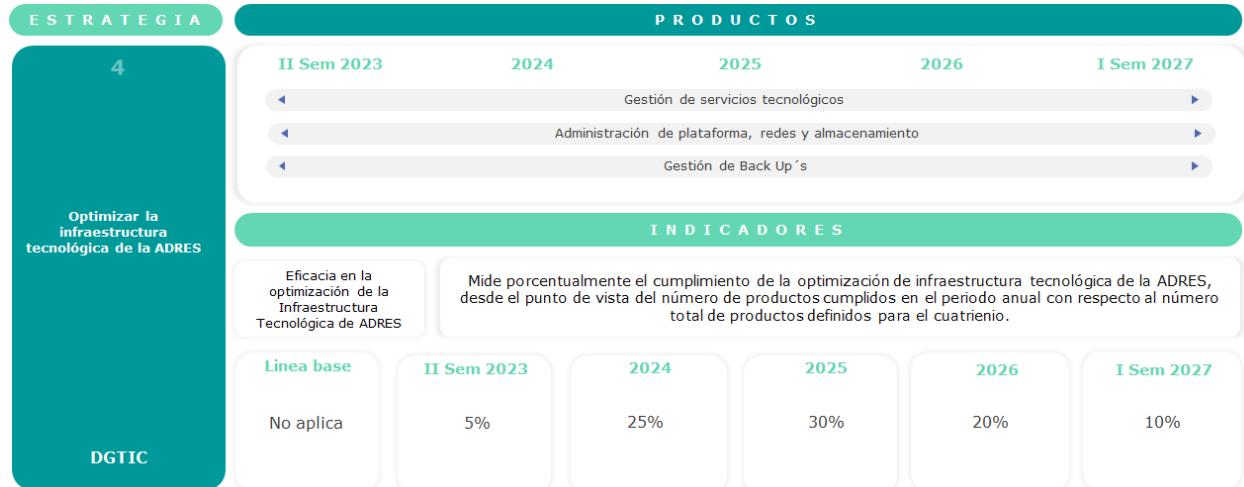 ESTRATEGIA
PRODUCTOS
4
Optimizar la
infraestructura
tecnológica de la ADRES
DGTIC
II Sem 2023 2024 2025 2026 I Sem 2027
Gestión de servicios tecnológicos
Administración de plataforma, redes y almacenamiento
Gestión de Back Up´s
INDICADORES
Eficacia en la
optimización de la
Infraestructura
Tecnológica de ADRES
Mide porcentualmente el cumplimiento de la optimización de infraestructura tecnológica de la ADRES,
desde el punto de vista del número de productos cumplidos en el periodo anual con respecto al número
total de productos definidos para el cuatrienio.
Linea base II Sem 2023 2024 2025 2026 I Sem 2027
No aplica 5% 25% 30% 20% 10%